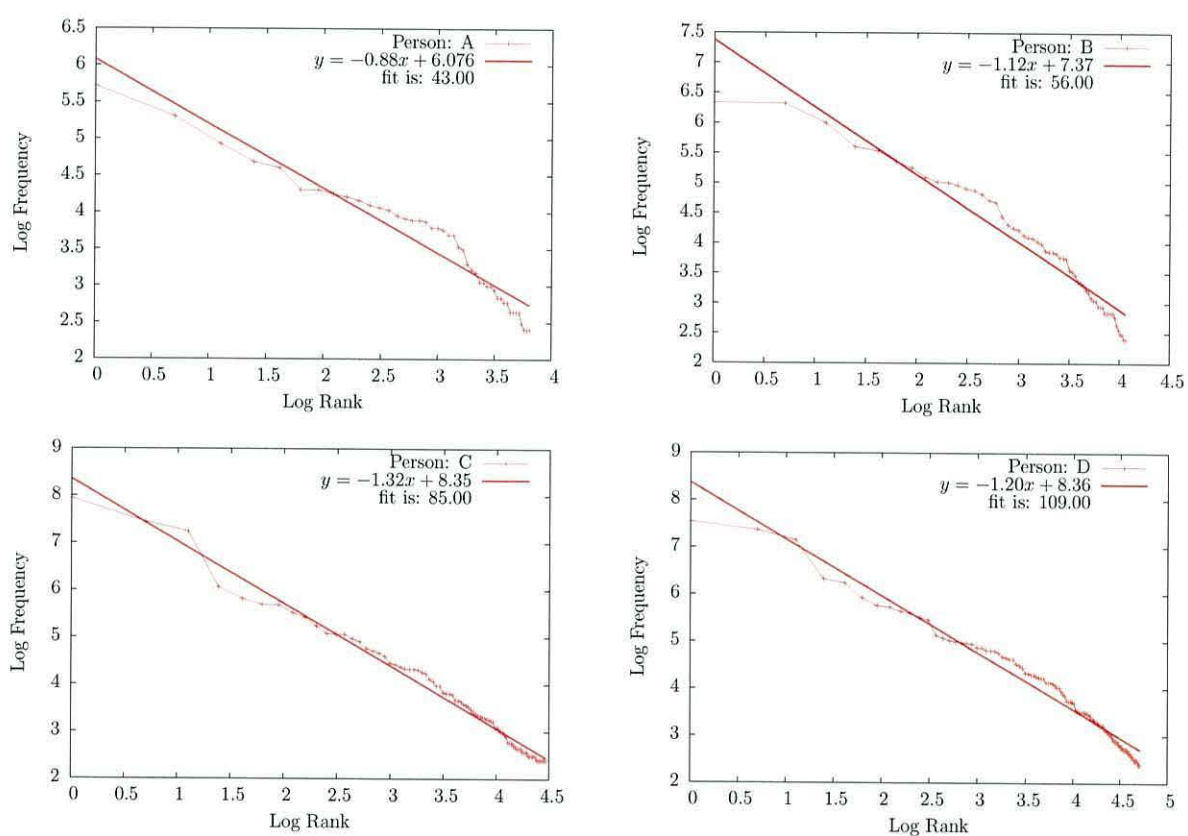 6.5
6
5.5
5
4.5
4
3.5
3
2.5
2
Log Frequency
Person: A
y = −0.88x + 6.076
fit is: 43.00
0 0.5 1 1.5 2 2.5 3 3.5 4
Log Rank
7.5
7
6.5
6
5.5
5
4.5
4
3.5
3
2.5
2
Log Frequency
Person: B
y = −1.12x + 7.37
fit is: 56.00
0 0.5 1 1.5 2 2.5 3 3.5 4 4.5
Log Rank
9
8
7
6
5
4
3
2
Log Frequency
Person: C
y = −1.32x + 8.35
fit is: 85.00
0 0.5 1 1.5 2 2.5 3 3.5 4 4.5
Log Rank
9
8
7
6
5
4
3
2
Log Frequency
Person: D
y = −1.20x + 8.36
fit is: 109.00
0 0.5 1 1.5 2 2.5 3 3.5 4 4.5 5
Log Rank